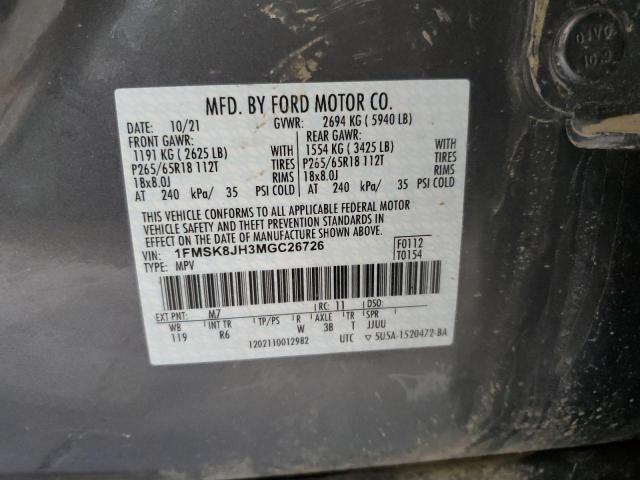 MFD. BY FORD MOTOR CO.
DATE: 10/21 GVWR: 2694 KG ( 5940 LB)
FRONT GAWR: REAR GAWR:
1191 KG ( 2625 LB) 1554 KG ( 3425 LB)
WITH WITH
P265/65R18 112T TIRES P265/65R18 112T TIRES
18x8.0J RIMS 18x8.0J RIMS
AT 240 kPa/ 35 PSI COLD AT 240 kPa/ 35 PSI COLD
THIS VEHICLE CONFORMS TO ALL APPLICABLE FEDERAL MOTOR
VEHICLE SAFETY AND THEFT PREVENTION STANDARDS IN
EFFECT ON THE DATE OF MANUFACTURE SHOWN ABOVE.
VIN: 1FMSK8JH3MGC26726 F0112
TYPE: MPV T0154
EXT PNT: M7 RC: 11 DSO:
WB INT TR TP/PS R AXLE TR SPR
119 R6 W 3B T JJUU
1202110012982 UTC 5U5A-1520472-BA